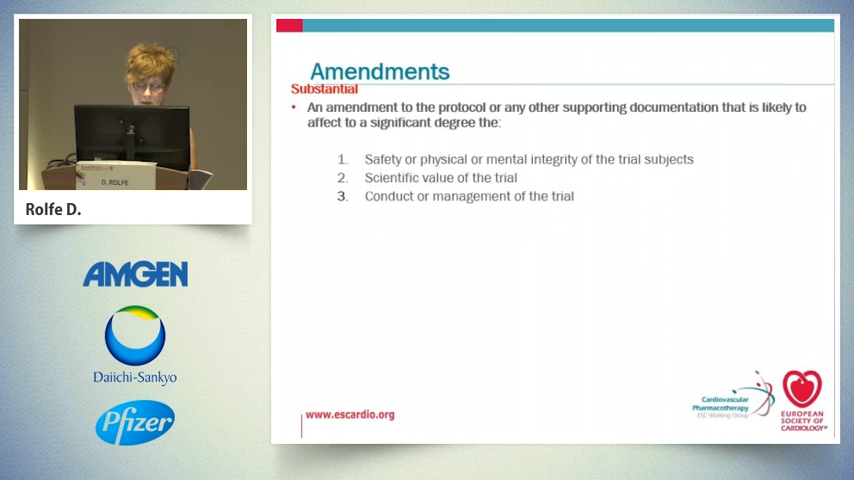 D. ROLFE
Rolfe D.
AMGEN
Daiichi-Sankyo
Pfizer
Amendments
Substantial
• An amendment to the protocol or any other supporting documentation that is likely to
affect to a significant degree the:
1. Safety or physical or mental integrity of the trial subjects
2. Scientific value of the trial
3. Conduct or management of the trial
www.escardio.org
Cardiovascular
Pharmacotherapy
ESC Working Group
EUROPEAN
SOCIETY OF
CARDIOLOGY®